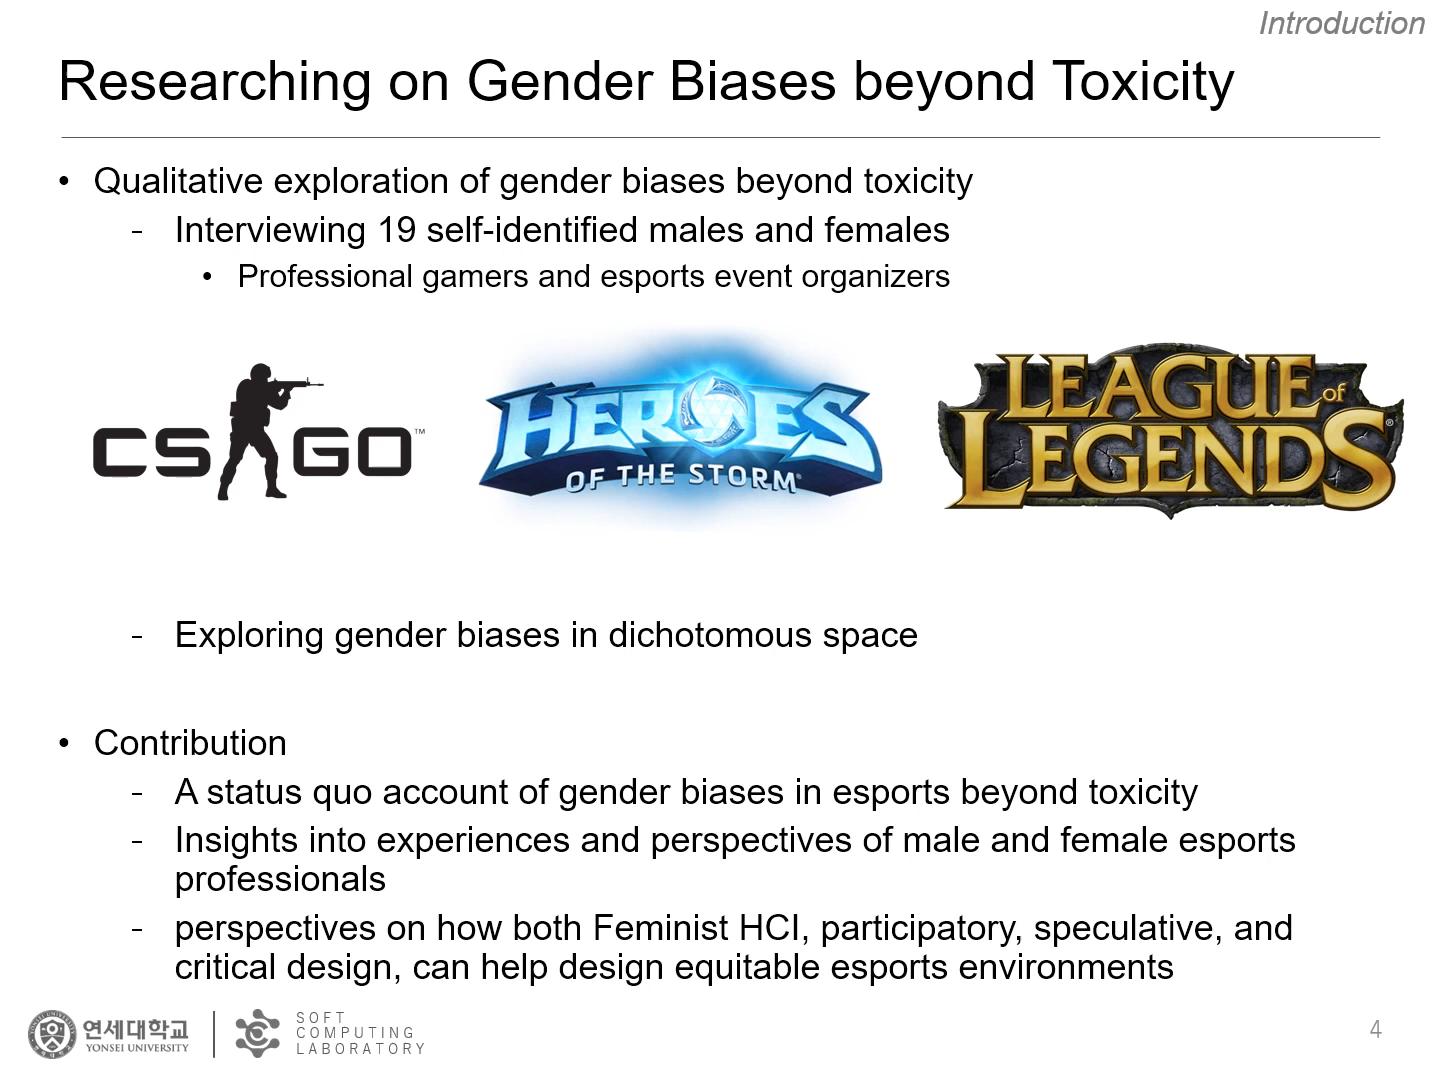 Introduction
Researching on Gender Biases beyond Toxicity
• Qualitative exploration of gender biases beyond toxicity
- Interviewing 19 self-identified males and females
• Professional gamers and esports event organizers
CS GO™
HEROES
OF THE STORM®
LEAGUE of
LEGENDS®
- Exploring gender biases in dichotomous space
• Contribution
- A status quo account of gender biases in esports beyond toxicity
- Insights into experiences and perspectives of male and female esports
professionals
- perspectives on how both Feminist HCI, participatory, speculative, and
critical design, can help design equitable esports environments
연세대학교
YONSEI UNIVERSITY
SOFT
COMPUTING
LABORATORY
4